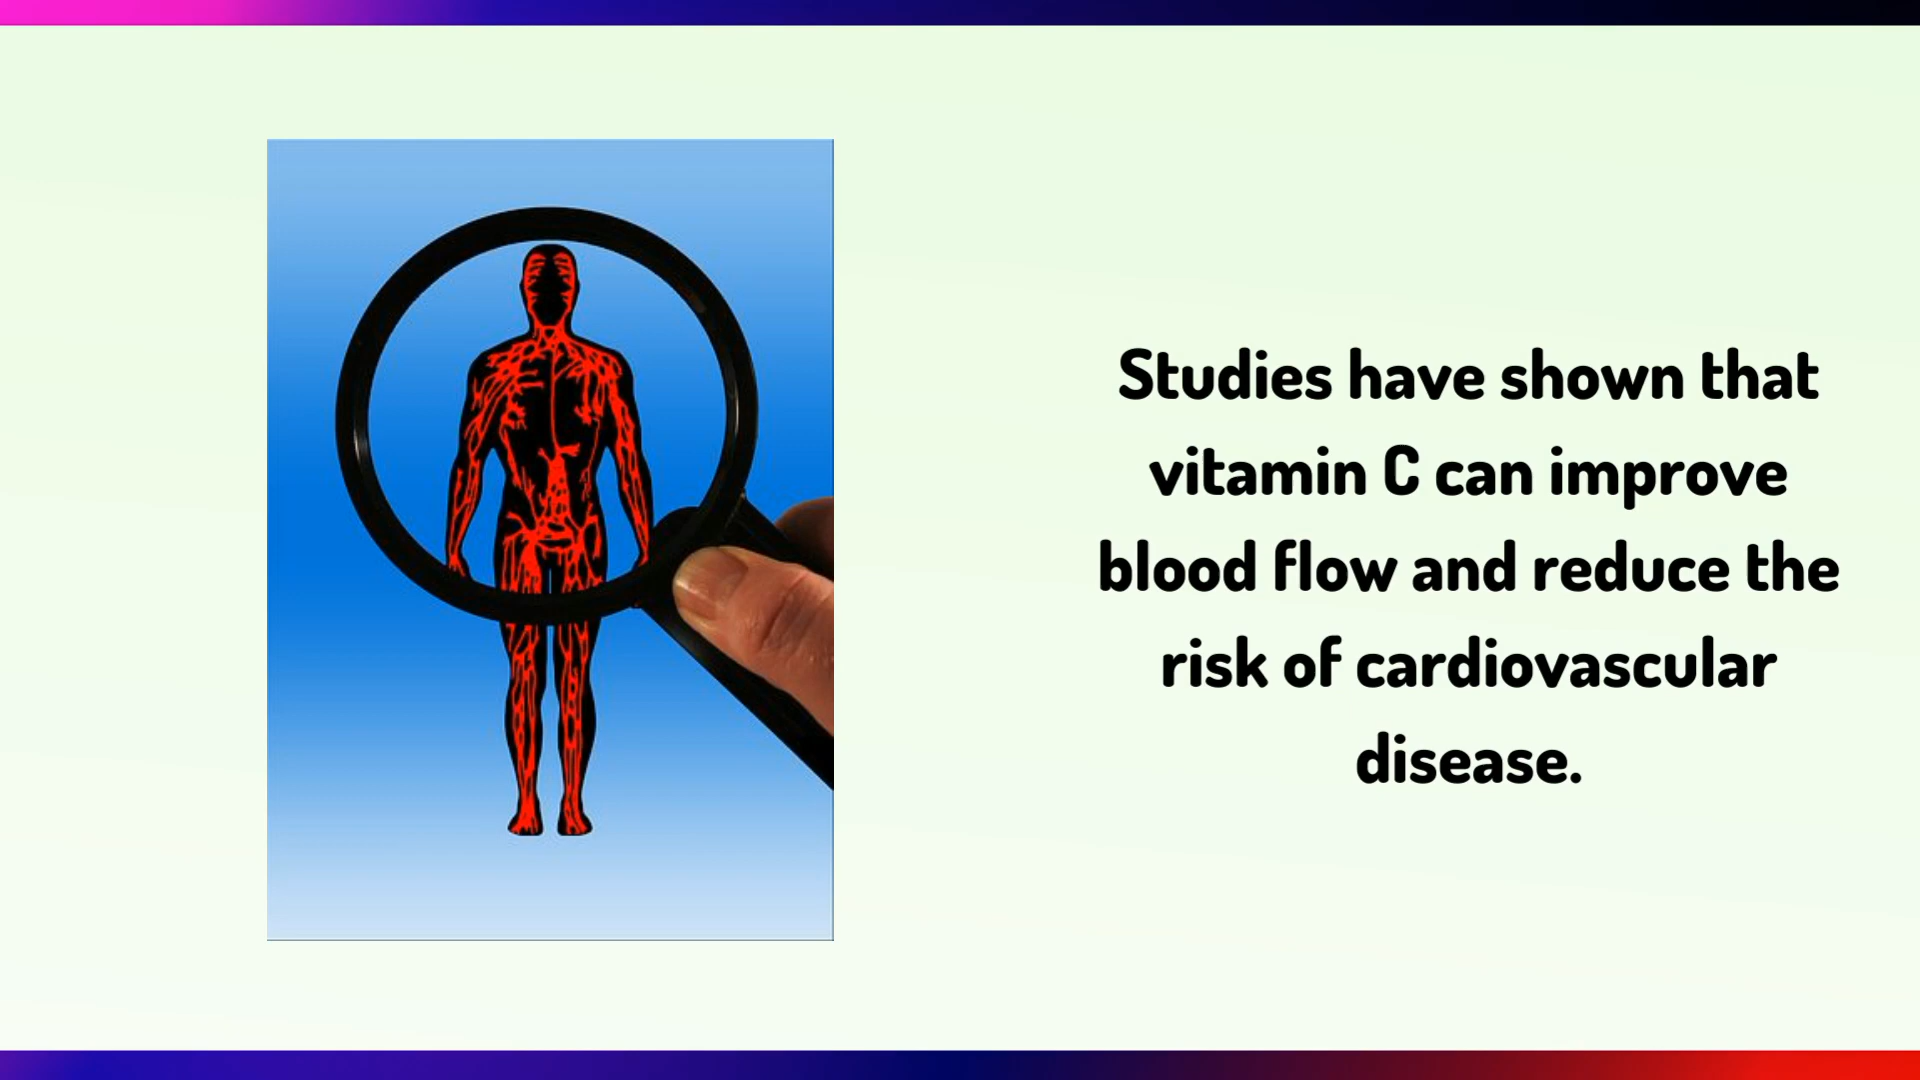 Studies have shown that
vitamin C can improve
blood flow and reduce the
risk of cardiovascular
disease.